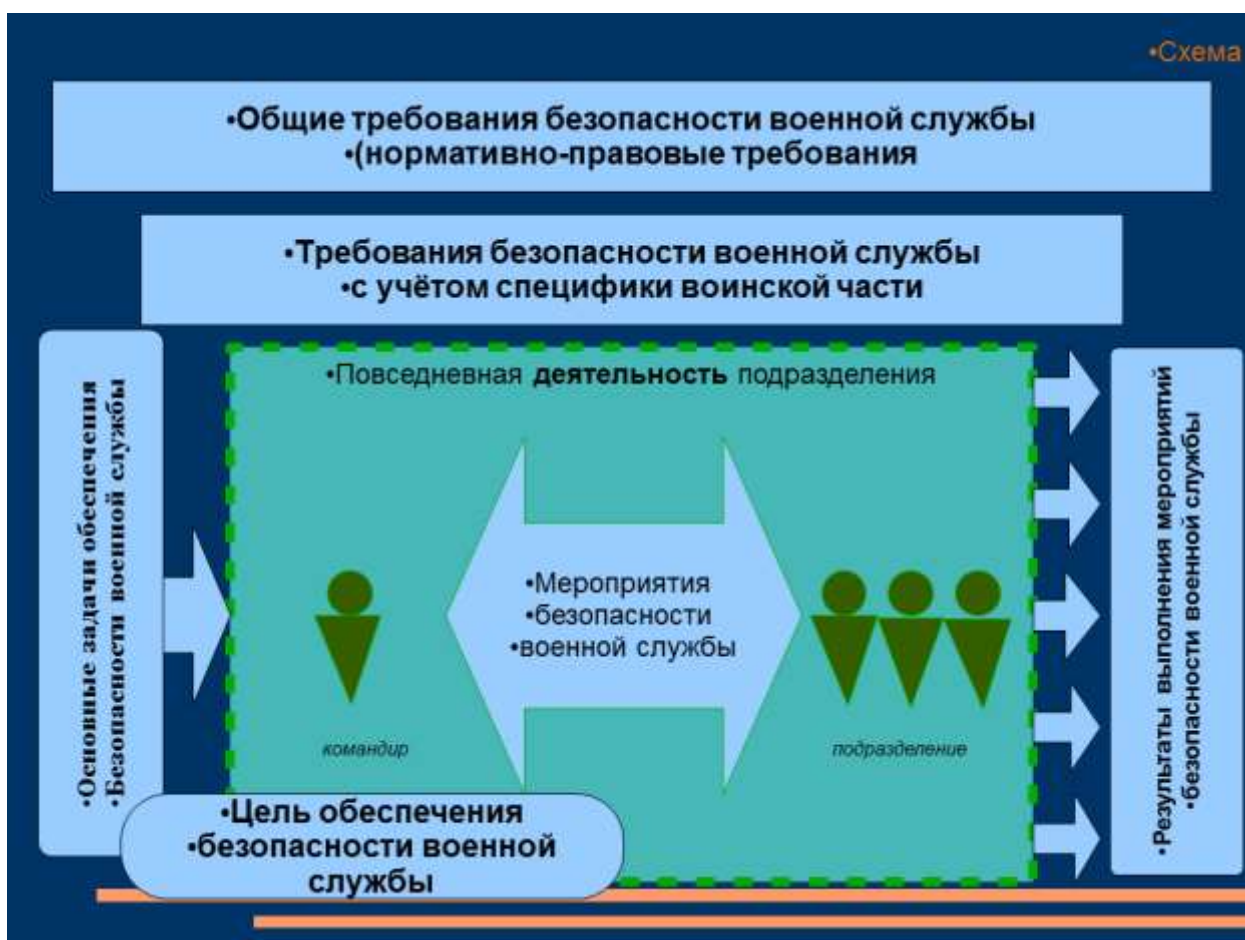 •Схема
•Общие требования безопасности военной службы
•(нормативно-правовые требования
•Требования безопасности военной службы
•с учётом специфики воинской части
•Основные задачи обеспечения
•Безопасности военной службы
•Повседневная деятельность подразделения
•Мероприятия
•безопасности
•военной службы
командир
подразделение
•Цель обеспечения
•безопасности военной
службы
•Результаты выполнения мероприятий
•безопасности военной службы